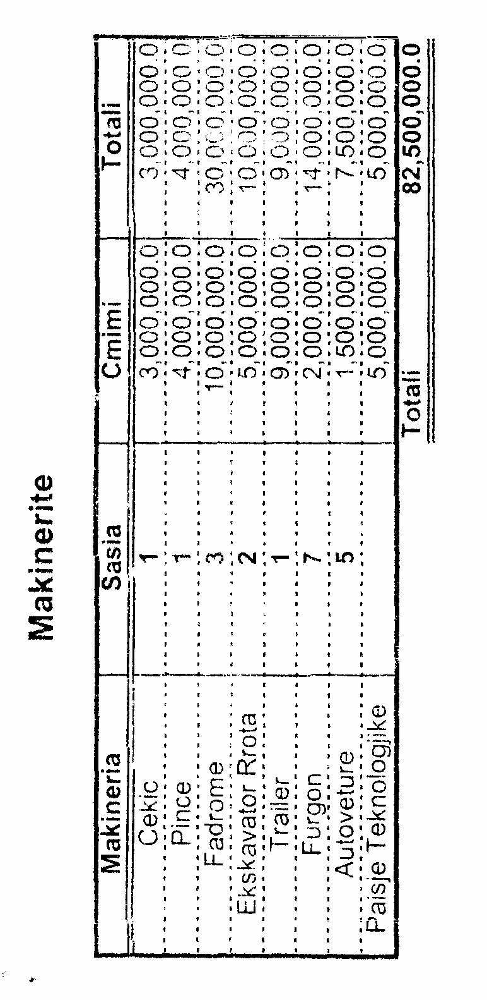 Makinerite
Makineria Sasia Cmimi Totali
Cekic 1 3,000,000.0 3,000,000.0
Pince 1 4,000,000.0 4,000,000.0
Fadrome 3 10,000,000.0 30,000,000.0
Ekskavator Rrota 2 5,000,000.0 10,000,000.0
Trailer 1 9,000,000.0 9,000,000.0
Furgon 7 2,000,000.0 14,000,000.0
Autoveture 5 1,500,000.0 7,500,000.0
Paisje Teknologjike 5,000,000.0 5,000,000.0
Totali 82,500,000.0